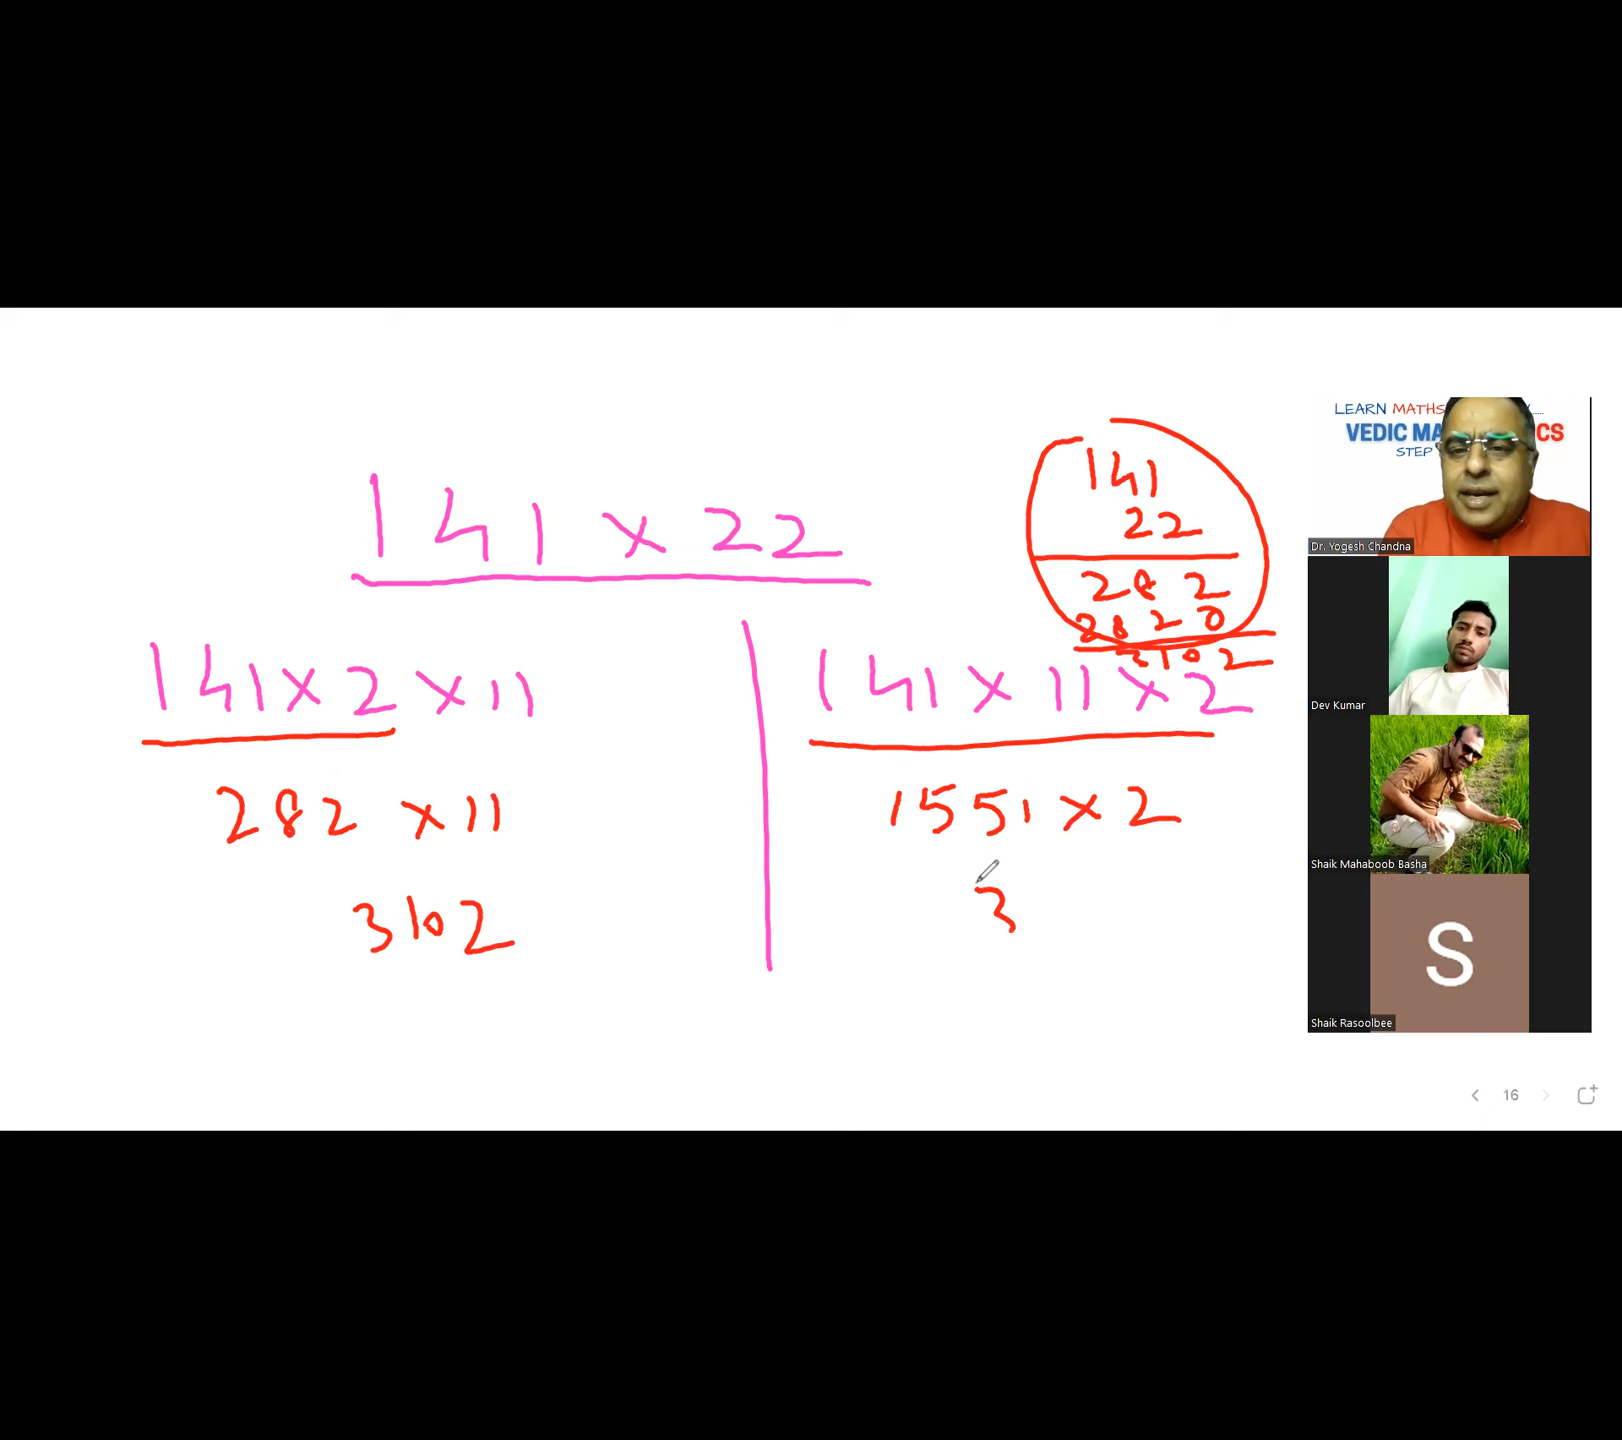 141 x 22
141
22
282
2820
3102
141 x 2 x 11
282 x 11
3102
141 x 11 x 2
1551 x 2
3
LEARN MATHS
VEDIC MA CS
STEP
Dr. Yogesh Chandna
Dev Kumar
Shaik Mahaboob Basha
S
Shaik Rasoolbee
16